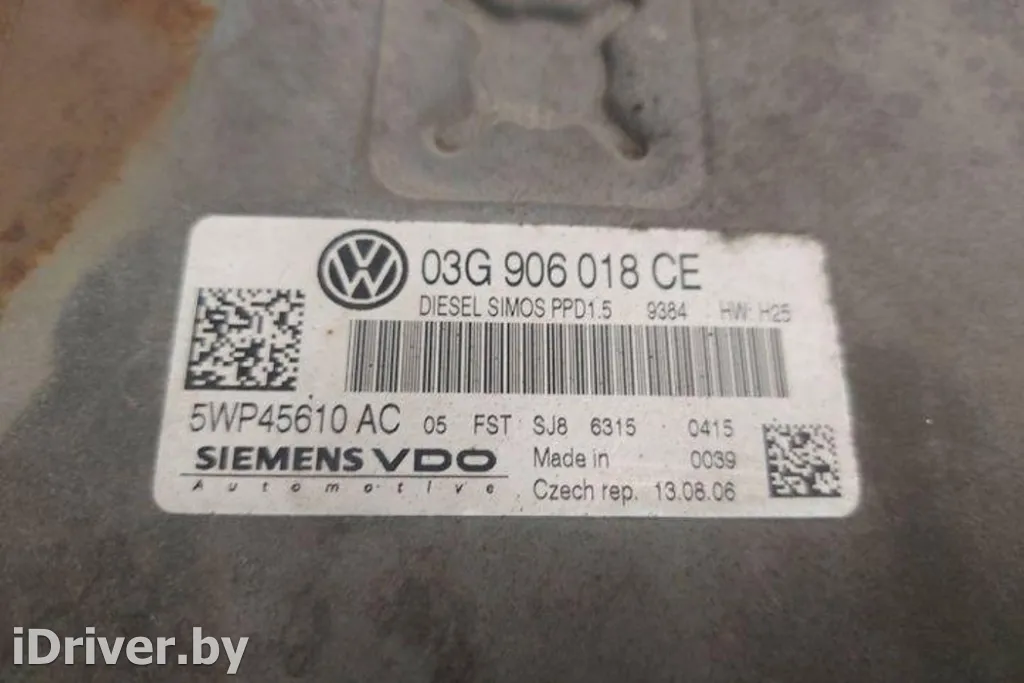 03G 906 018 CE
DIESEL SIMOS PPD1.5 9384 HW: H25
5WP45610 AC 05 FST SJ8 6315 0415
SIEMENS VDO Made in 0039
Automotive Czech rep. 13.08.06
iDriver.by